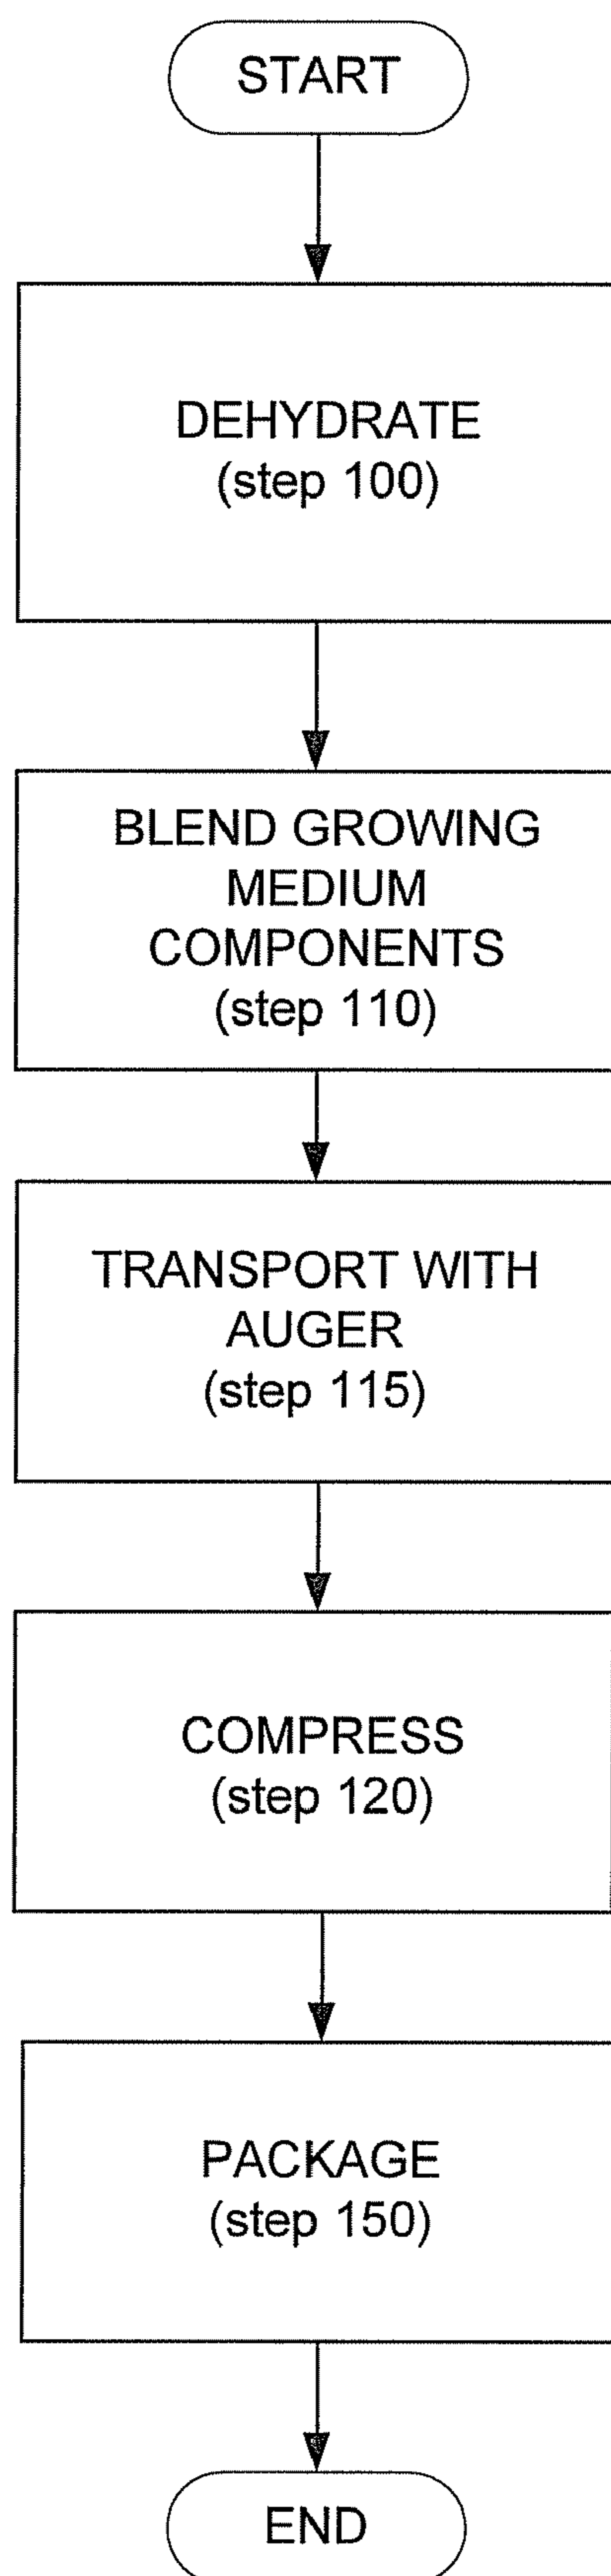 START
DEHYDRATE
(step 100)
BLEND GROWING
MEDIUM
COMPONENTS
(step 110)
TRANSPORT WITH
AUGER
(step 115)
COMPRESS
(step 120)
PACKAGE
(step 150)
END